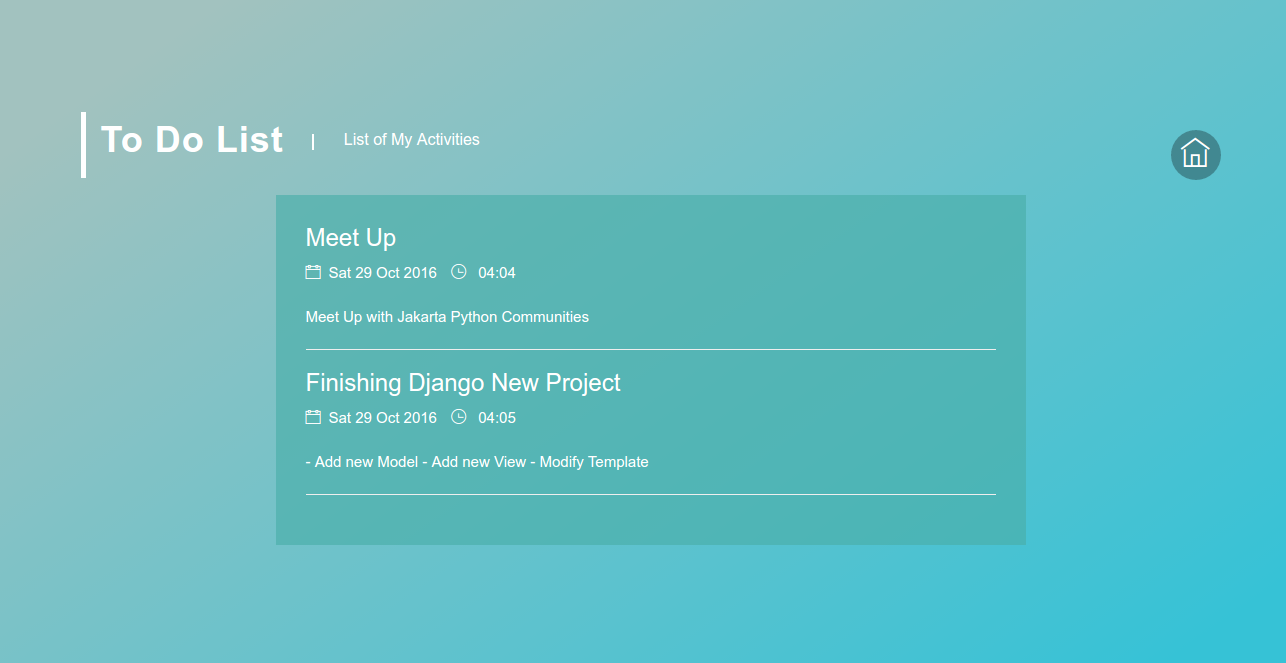 To Do List | List of My Activities
Meet Up
Sat 29 Oct 2016 04:04
Meet Up with Jakarta Python Communities
Finishing Django New Project
Sat 29 Oct 2016 04:05
- Add new Model - Add new View - Modify Template